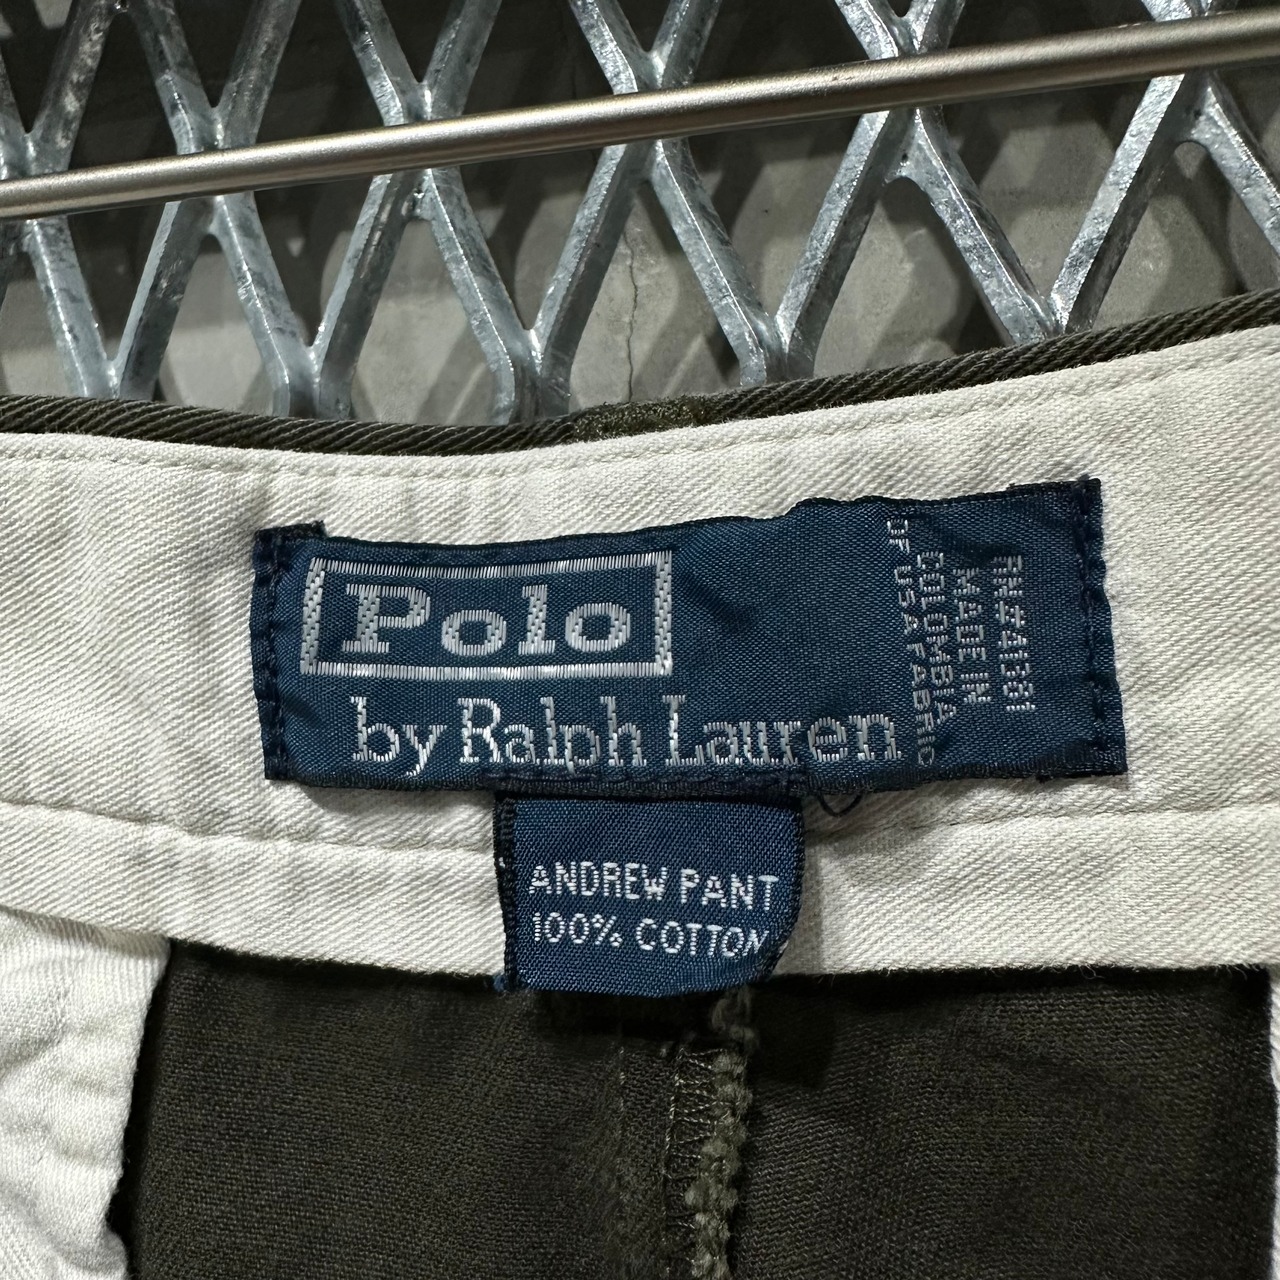 Polo
by Ralph Lauren
RN#41381
MADE IN
COLOMBIA
OF USA FABRIC
ANDREW PANT
100% COTTON